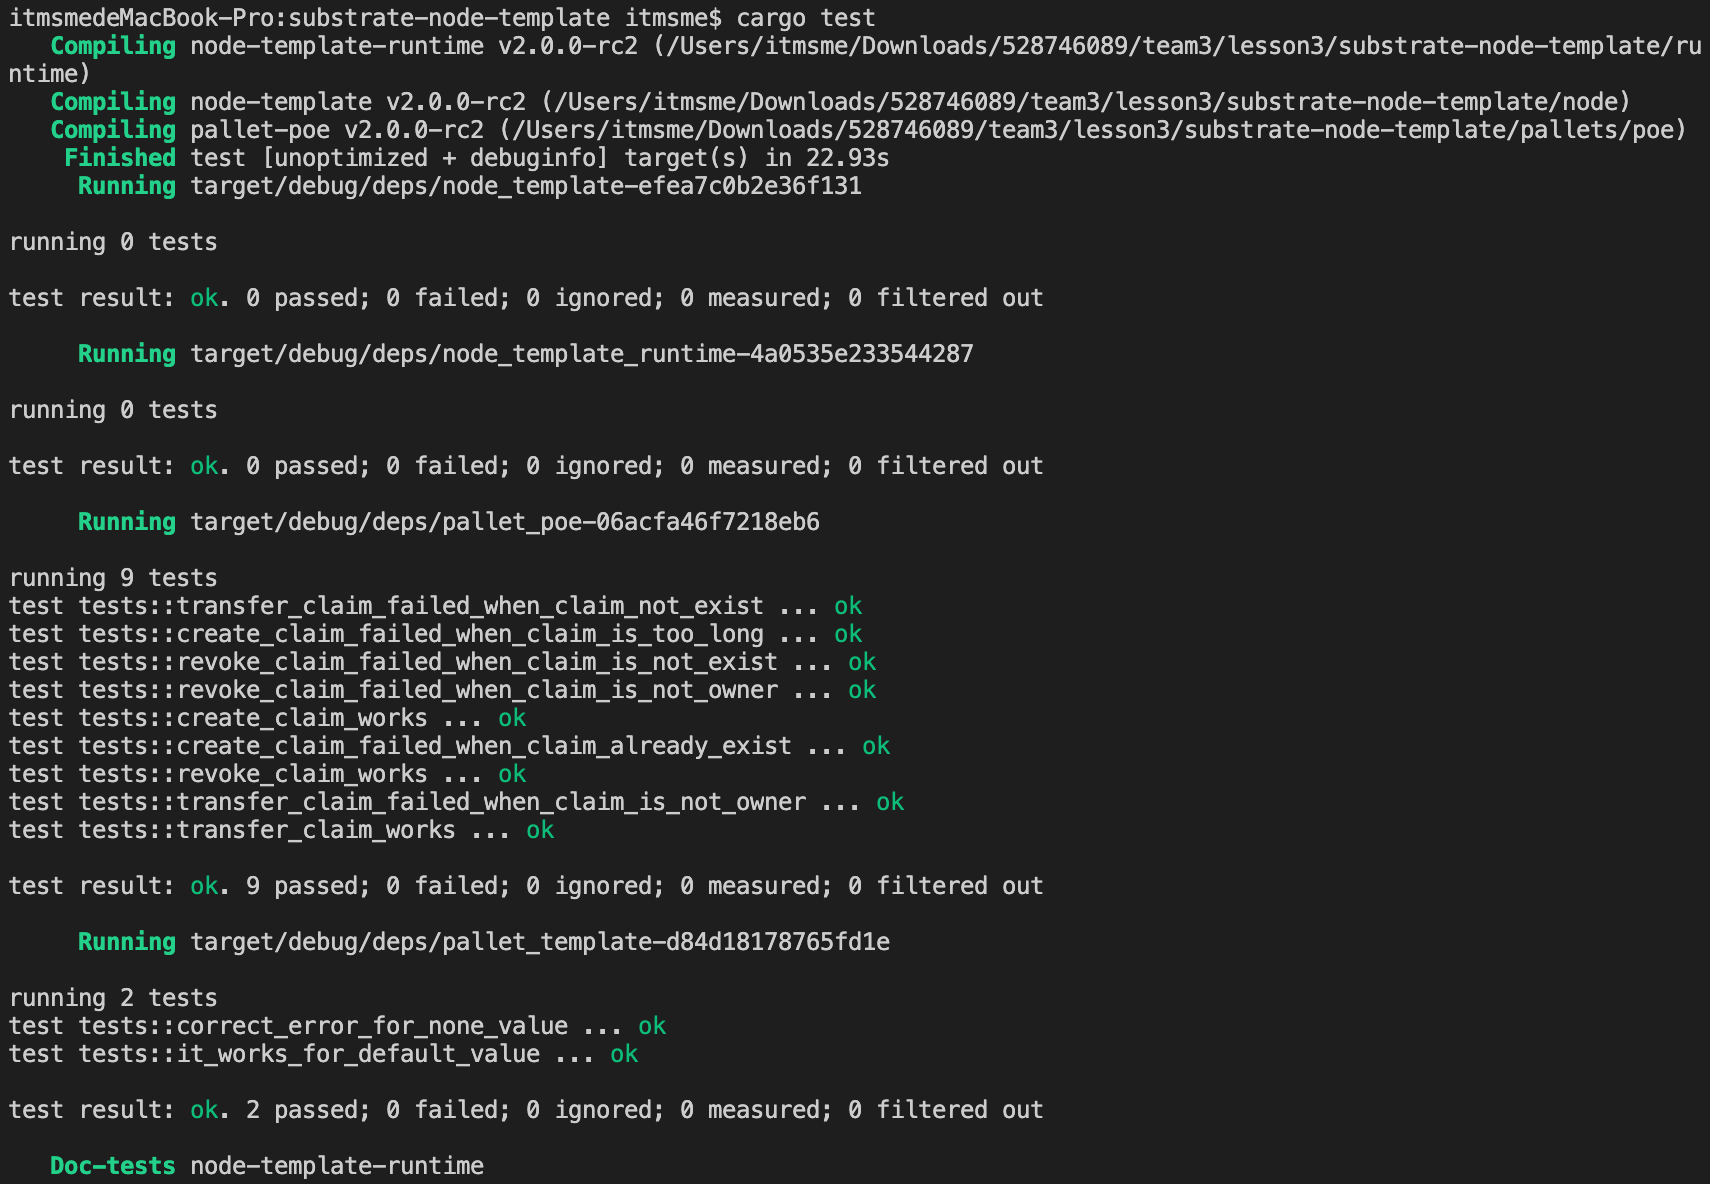 itmsmedeMacBook-Pro:substrate-node-template itmsme$ cargo test
Compiling node-template-runtime v2.0.0-rc2 (/Users/itmsme/Downloads/528746089/team3/lesson3/substrate-node-template/ru
ntime)
Compiling node-template v2.0.0-rc2 (/Users/itmsme/Downloads/528746089/team3/lesson3/substrate-node-template/node)
Compiling pallet-poe v2.0.0-rc2 (/Users/itmsme/Downloads/528746089/team3/lesson3/substrate-node-template/pallets/poe)
Finished test [unoptimized + debuginfo] target(s) in 22.93s
Running target/debug/deps/node_template-efea7c0b2e36f131
running 0 tests
test result: ok. 0 passed; 0 failed; 0 ignored; 0 measured; 0 filtered out
Running target/debug/deps/node_template_runtime-4a0535e233544287
running 0 tests
test result: ok. 0 passed; 0 failed; 0 ignored; 0 measured; 0 filtered out
Running target/debug/deps/pallet_poe-06acfa46f7218eb6
running 9 tests
test tests::transfer_claim_failed_when_claim_not_exist ... ok
test tests::create_claim_failed_when_claim_is_too_long ... ok
test tests::revoke_claim_failed_when_claim_is_not_exist ... ok
test tests::revoke_claim_failed_when_claim_is_not_owner ... ok
test tests::create_claim_works ... ok
test tests::create_claim_failed_when_claim_already_exist ... ok
test tests::revoke_claim_works ... ok
test tests::transfer_claim_failed_when_claim_is_not_owner ... ok
test tests::transfer_claim_works ... ok
test result: ok. 9 passed; 0 failed; 0 ignored; 0 measured; 0 filtered out
Running target/debug/deps/pallet_template-d84d18178765fd1e
running 2 tests
test tests::correct_error_for_none_value ... ok
test tests::it_works_for_default_value ... ok
test result: ok. 2 passed; 0 failed; 0 ignored; 0 measured; 0 filtered out
Doc-tests node-template-runtime